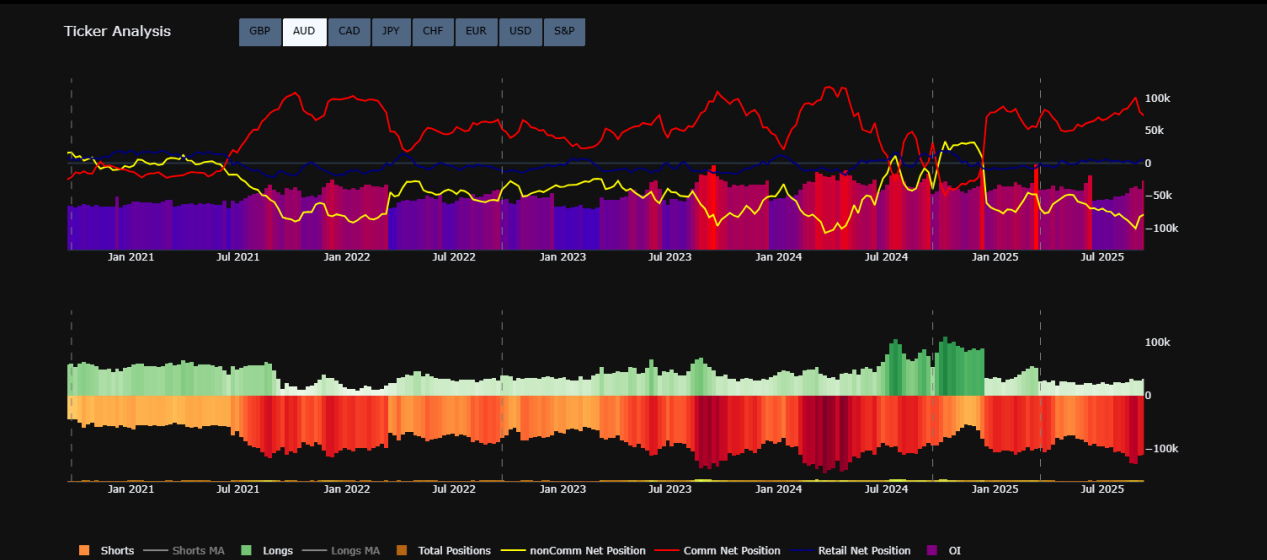 Ticker Analysis GBP AUD CAD JPY CHF EUR USD S&P
100k
50k
0
−50k
−100k
Jan 2021 Jul 2021 Jan 2022 Jul 2022 Jan 2023 Jul 2023 Jan 2024 Jul 2024 Jan 2025 Jul 2025
100k
0
−100k
Jan 2021 Jul 2021 Jan 2022 Jul 2022 Jan 2023 Jul 2023 Jan 2024 Jul 2024 Jan 2025 Jul 2025
Shorts Shorts MA Longs Longs MA Total Positions nonComm Net Position Comm Net Position Retail Net Position OI